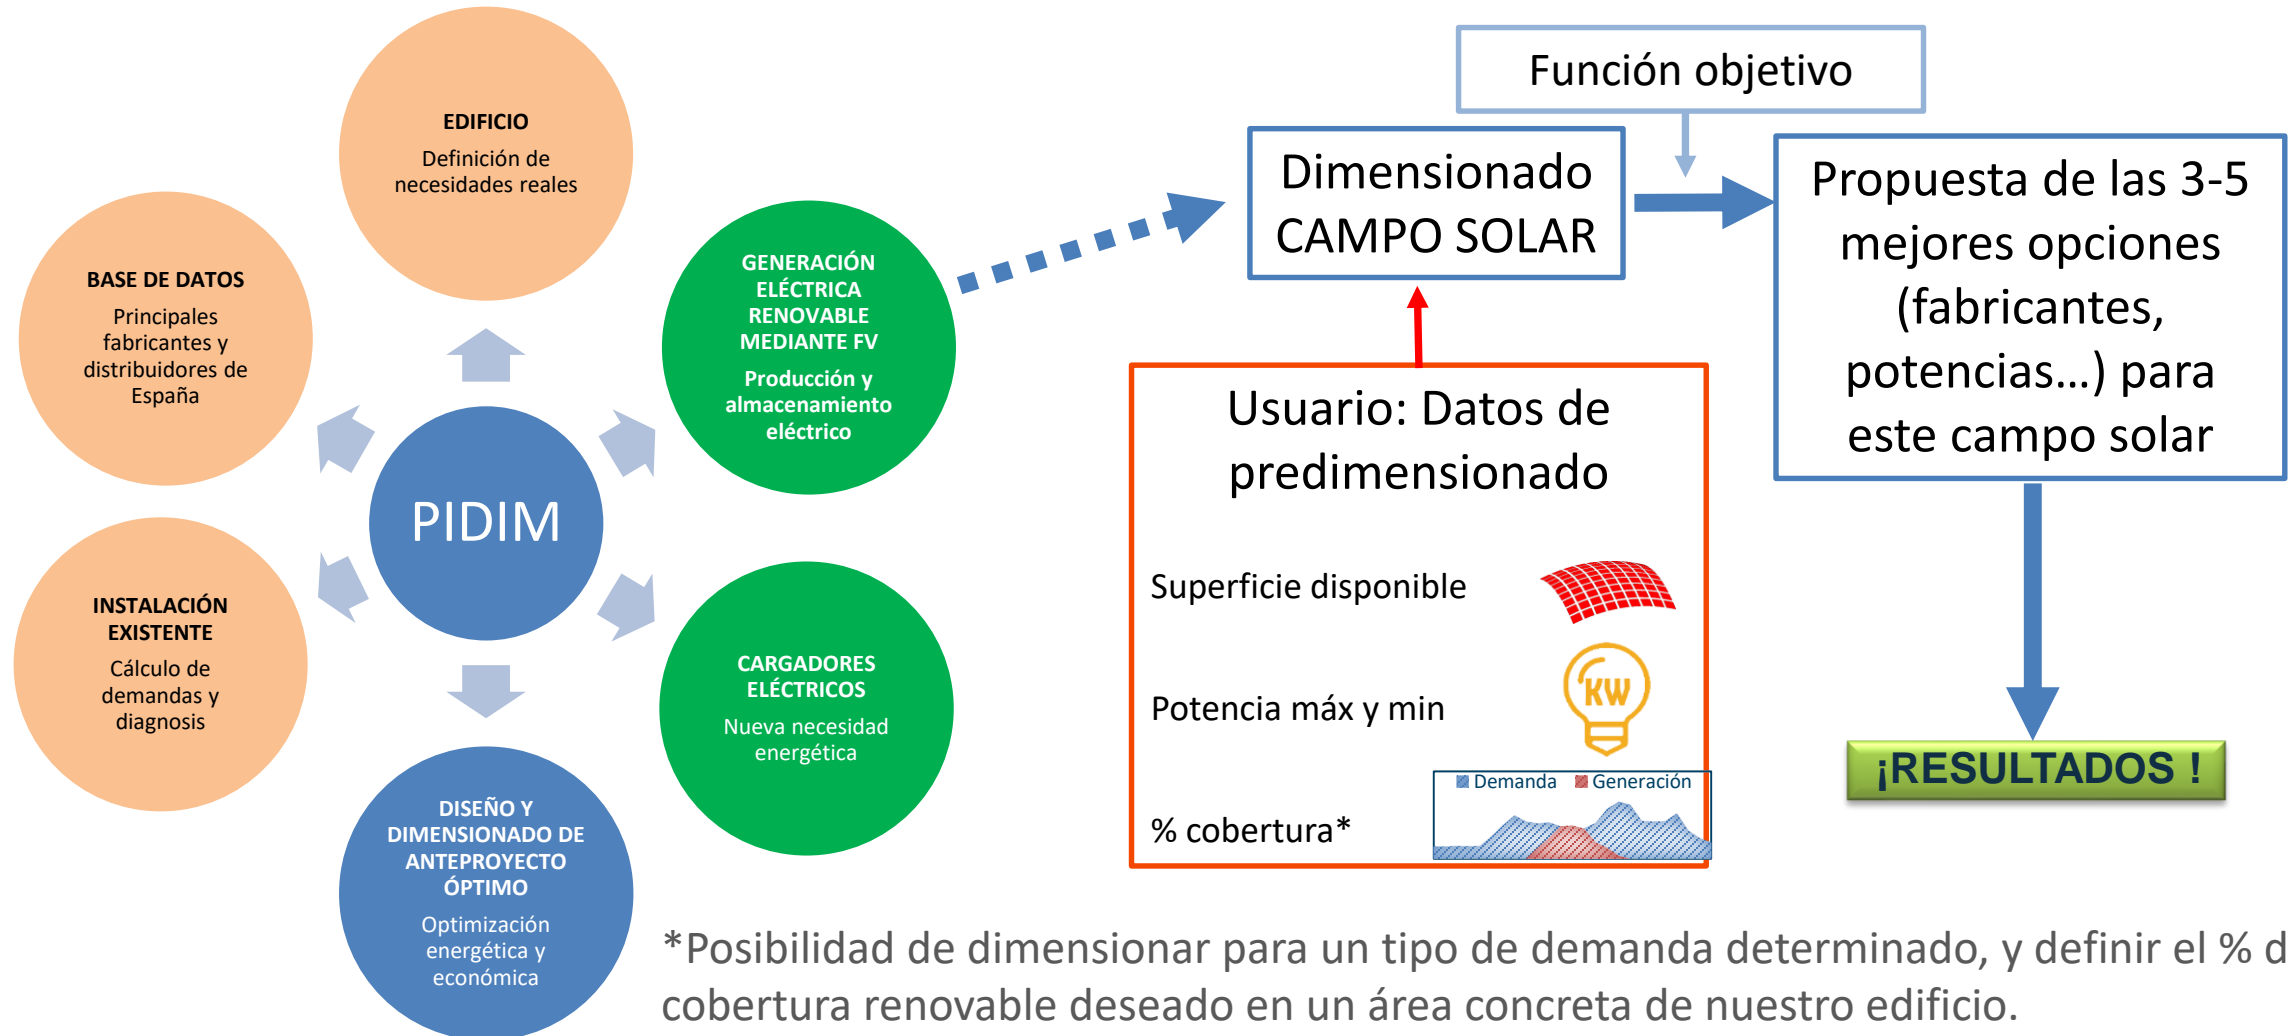 EDIFICIO
Definición de
necesidades reales
BASE DE DATOS
Principales
fabricantes y
distribuidores de
España
GENERACIÓN
ELÉCTRICA
RENOVABLE
MEDIANTE FV
Producción y
almacenamiento
eléctrico
PIDIM
INSTALACIÓN
EXISTENTE
Cálculo de
demandas y
diagnosis
CARGADORES
ELÉCTRICOS
Nueva necesidad
energética
DISEÑO Y
DIMENSIONADO DE
ANTEPROYECTO
ÓPTIMO
Optimización
energética y
económica
Función objetivo
Dimensionado
CAMPO SOLAR
Propuesta de las 3-5
mejores opciones
(fabricantes,
potencias...) para
este campo solar
Usuario: Datos de
predimensionado
Superficie disponible
Potencia máx y min
KW
% cobertura*
Demanda Generación
¡RESULTADOS !
*Posibilidad de dimensionar para un tipo de demanda determinado, y definir el % d
cobertura renovable deseado en un área concreta de nuestro edificio.